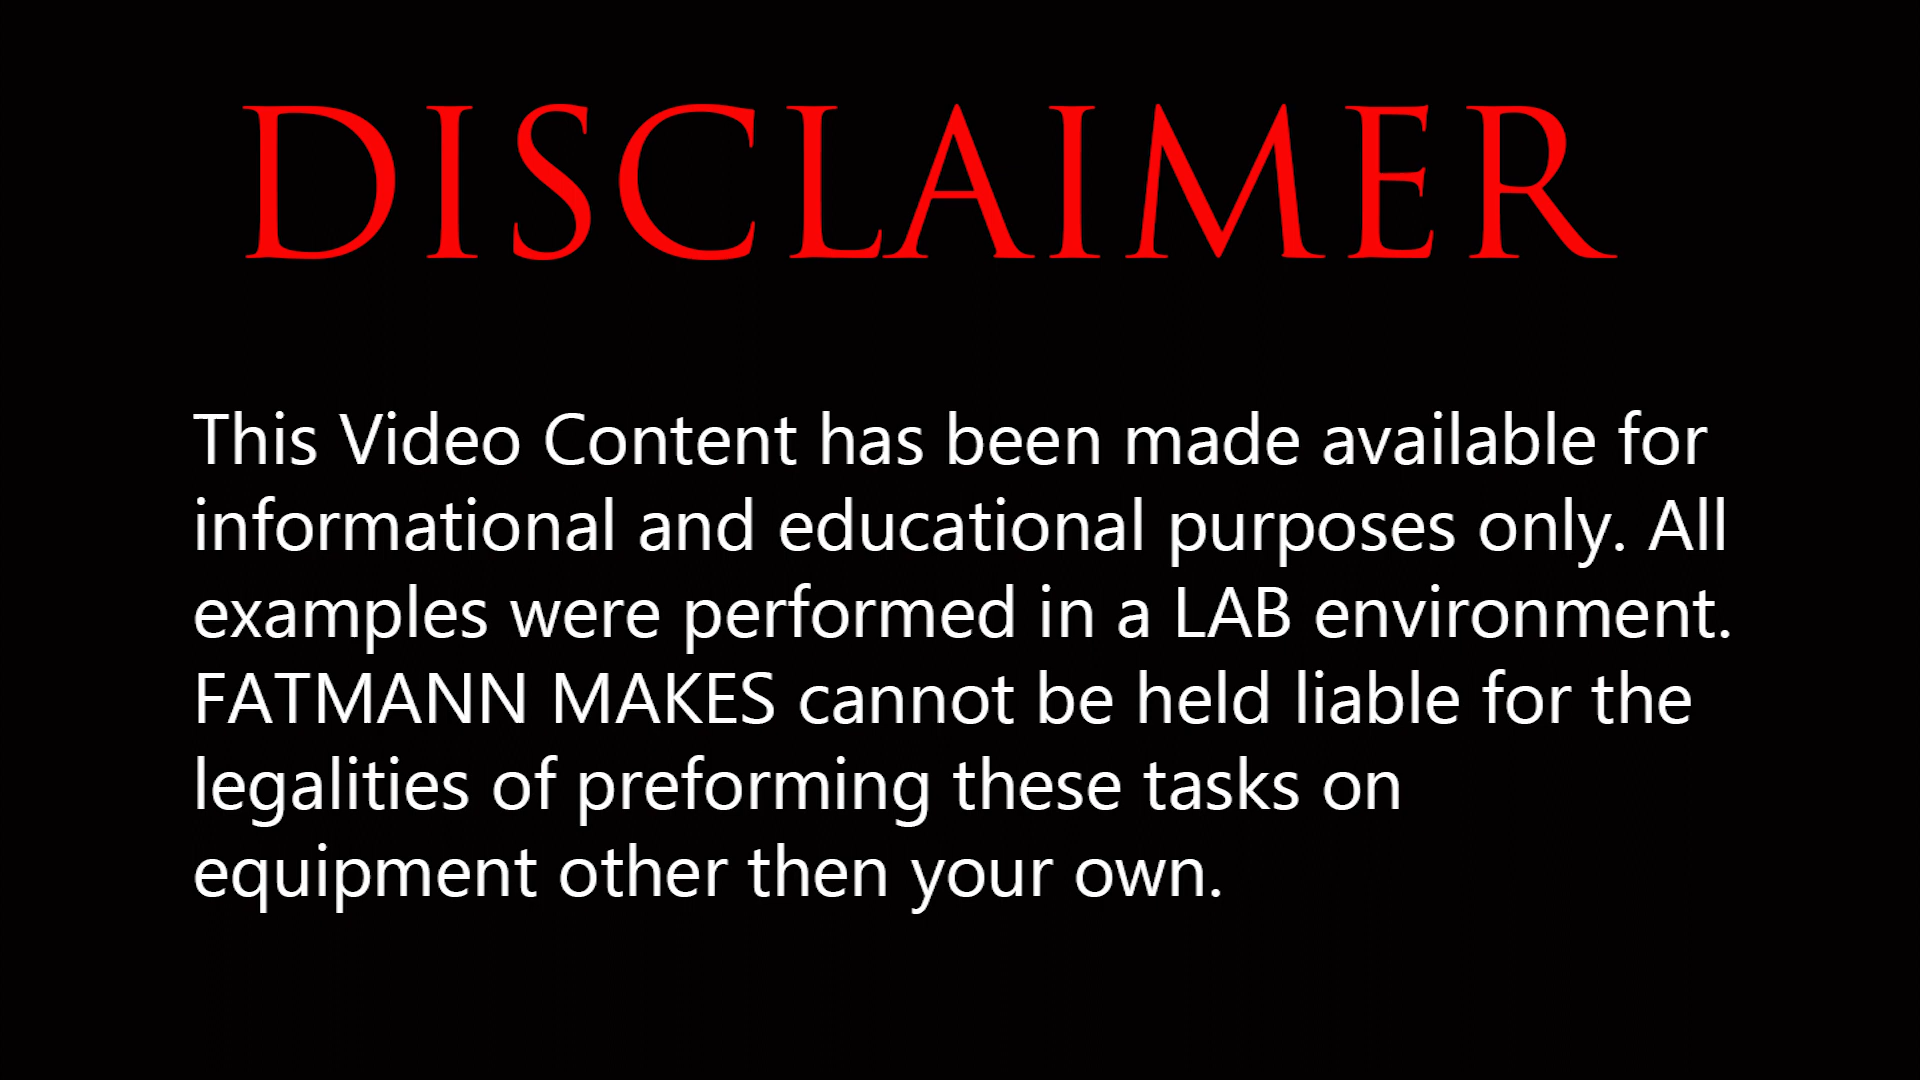 DISCLAIMER
This Video Content has been made available for
informational and educational purposes only. All
examples were performed in a LAB environment.
FATMANN MAKES cannot be held liable for the
legalities of preforming these tasks on
equipment other then your own.